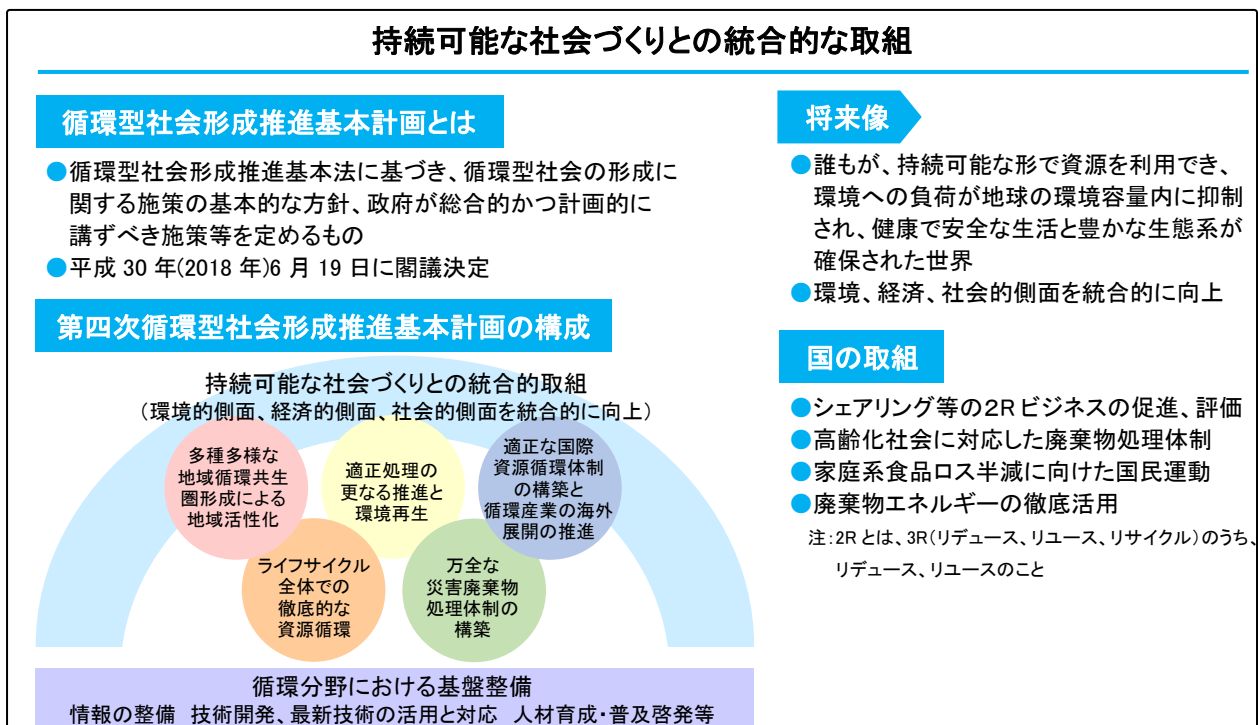 持続可能な社会づくりとの統合的な取組
循環型社会形成推進基本計画とは
●循環型社会形成推進基本法に基づき、循環型社会の形成に
関する施策の基本的な方針、政府が総合的かつ計画的に
講ずべき施策等を定めるもの
●平成 30 年(2018 年)6 月 19 日に閣議決定
第四次循環型社会形成推進基本計画の構成
持続可能な社会づくりとの統合的取組
（環境的側面、経済的側面、社会的側面を統合的に向上）
多種多様な
地域循環共生
圏形成による
地域活性化
適正処理の
更なる推進と
環境再生
適正な国際
資源循環体制
の構築と
循環産業の海外
展開の推進
ライフサイクル
全体での
徹底的な
資源循環
万全な
災害廃棄物
処理体制の
構築
循環分野における基盤整備
情報の整備 技術開発、最新技術の活用と対応 人材育成・普及啓発等
将来像
●誰もが、持続可能な形で資源を利用でき、
環境への負荷が地球の環境容量内に抑制
され、健康で安全な生活と豊かな生態系が
確保された世界
●環境、経済、社会的側面を統合的に向上
国の取組
●シェアリング等の２R ビジネスの促進、評価
●高齢化社会に対応した廃棄物処理体制
●家庭系食品ロス半減に向けた国民運動
●廃棄物エネルギーの徹底活用
注：2R とは、3R（リデュース、リユース、リサイクル）のうち、
リデュース、リユースのこと